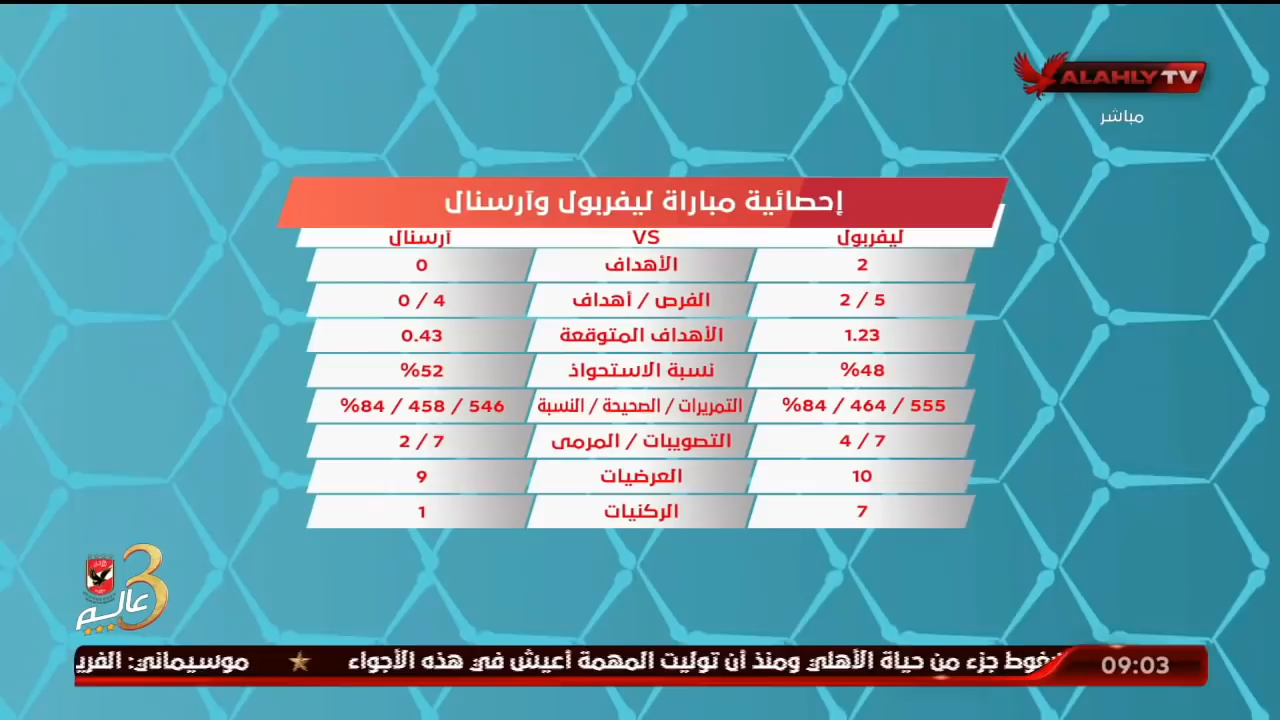 ALAHLY TV
مباشر
إحصائية مباراة ليفربول وآرسنال
ليفربول VS آرسنال
2 الأهداف 0
2 / 5 الفرص / أهداف 0 / 4
1.23 الأهداف المتوقعة 0.43
%48 نسبة الاستحواذ %52
%84 / 464 / 555 التمريرات / الصحيحة / النسبة %84 / 458 / 546
4 / 7 التصويبات / المرمى 2 / 7
10 العرضيات 9
7 الركنيات 1
3
عالم
09:03 جزء من حياة الأهلي ومنذ أن توليت المهمة أعيش في هذه الأجواء موسيماني: